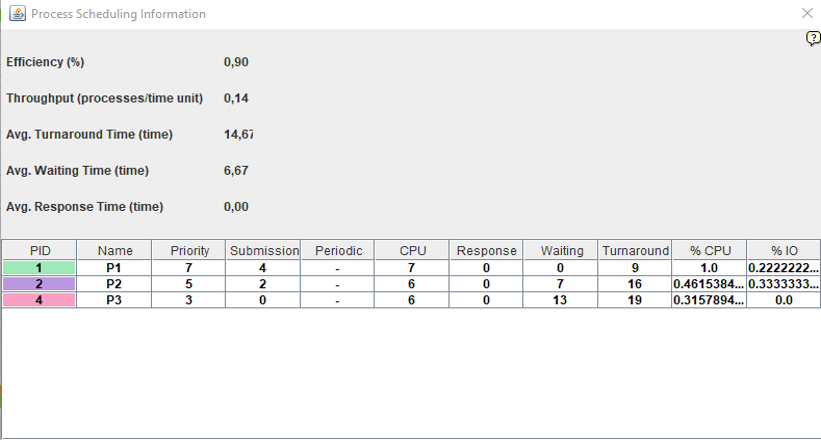 Process Scheduling Information
?
Efficiency (%) 0,90
Throughput (processes/time unit) 0,14
Avg. Turnaround Time (time) 14,67
Avg. Waiting Time (time) 6,67
Avg. Response Time (time) 0,00
PID Name Priority Submission Periodic CPU Response Waiting Turnaround % CPU % IO
1 P1 7 4 - 7 0 0 9 1.0 0.2222222...
2 P2 5 2 - 6 0 7 16 0.4615384... 0.3333333...
4 P3 3 0 - 6 0 13 19 0.3157894... 0.0